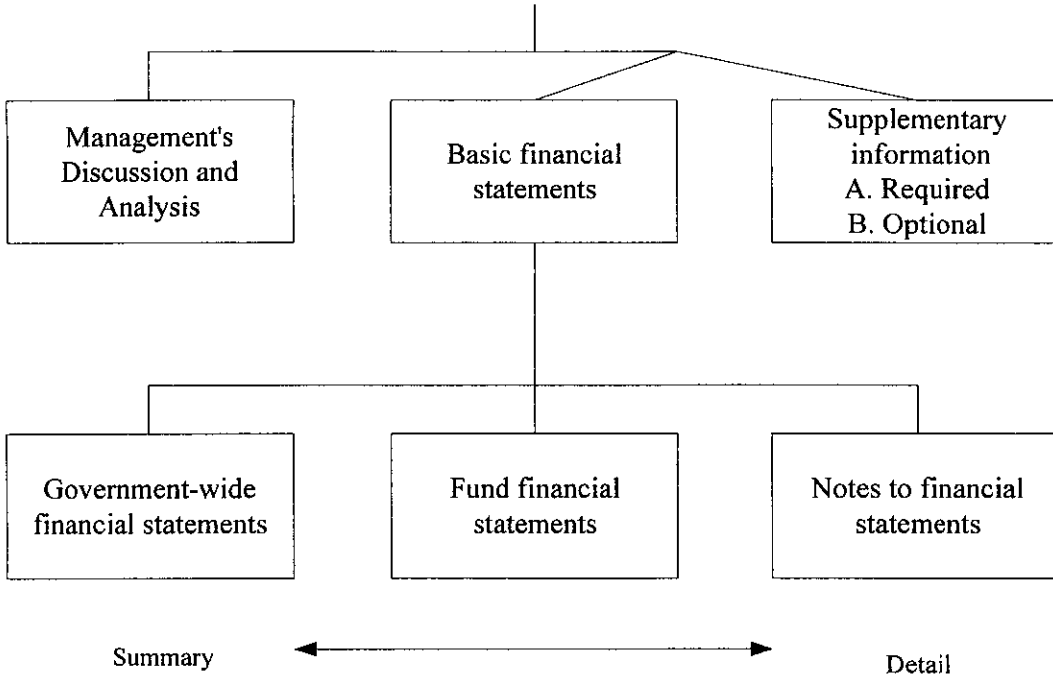 Management's
Discussion and
Analysis
Basic financial
statements
Supplementary
information
A. Required
B. Optional
Government-wide
financial statements
Fund financial
statements
Notes to financial
statements
Summary
Detail